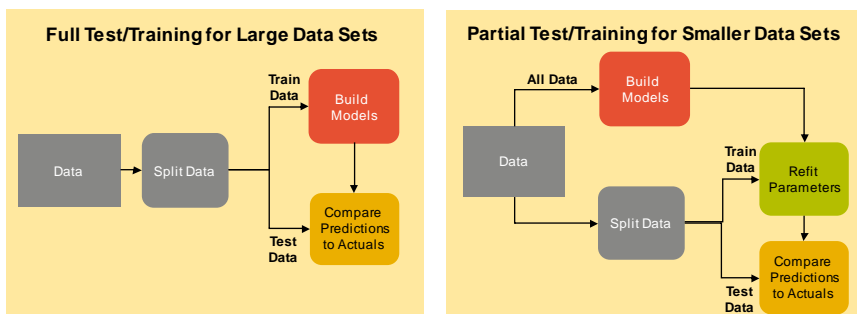 Full Test/Training for Large Data Sets
Train
Data
Build
Models
Data
Split Data
Compare
Predictions
to Actuals
Test
Data
Partial Test/Training for Smaller Data Sets
All Data
Build
Models
Data
Train
Data
Refit
Parameters
Split Data
Compare
Predictions
to Actuals
Test
Data